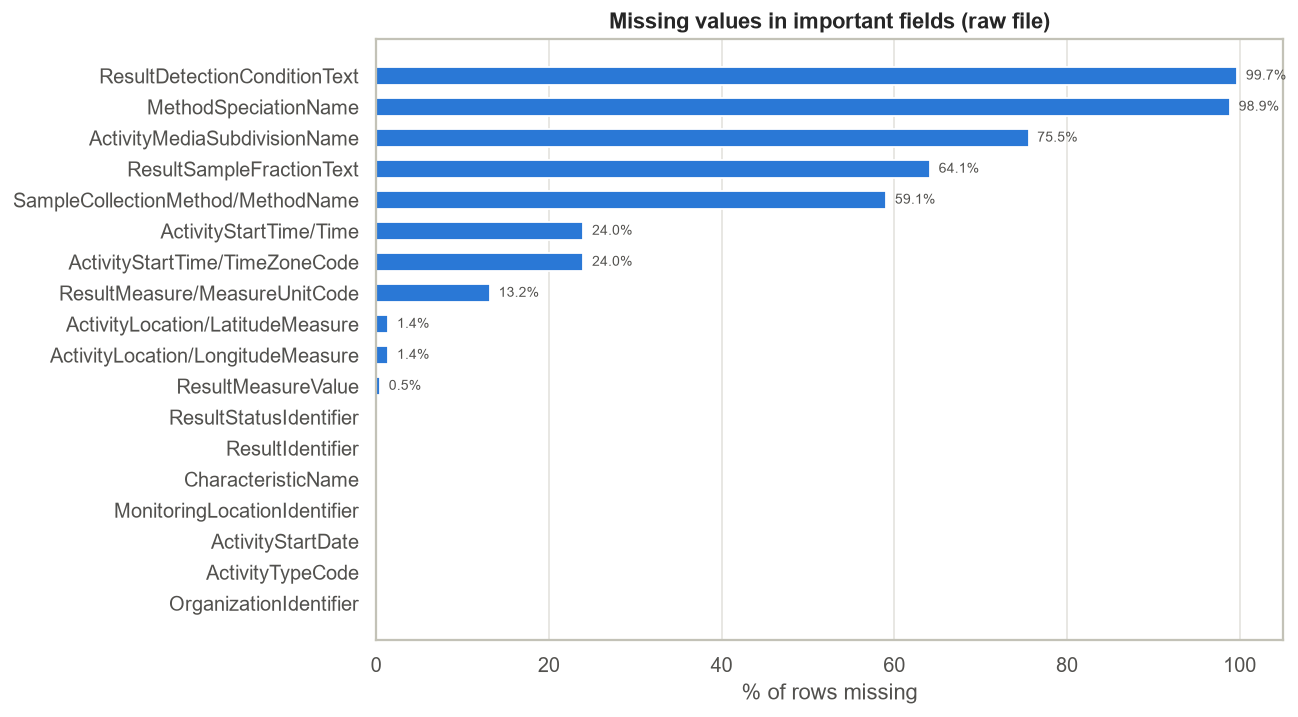 Missing values in important fields (raw file)
ResultDetectionConditionText 99.7%
MethodSpeciationName 98.9%
ActivityMediaSubdivisionName 75.5%
ResultSampleFractionText 64.1%
SampleCollectionMethod/MethodName 59.1%
ActivityStartTime/Time 24.0%
ActivityStartTime/TimeZoneCode 24.0%
ResultMeasure/MeasureUnitCode 13.2%
ActivityLocation/LatitudeMeasure 1.4%
ActivityLocation/LongitudeMeasure 1.4%
ResultMeasureValue 0.5%
ResultStatusIdentifier
ResultIdentifier
CharacteristicName
MonitoringLocationIdentifier
ActivityStartDate
ActivityTypeCode
OrganizationIdentifier
0 20 40 60 80 100
% of rows missing